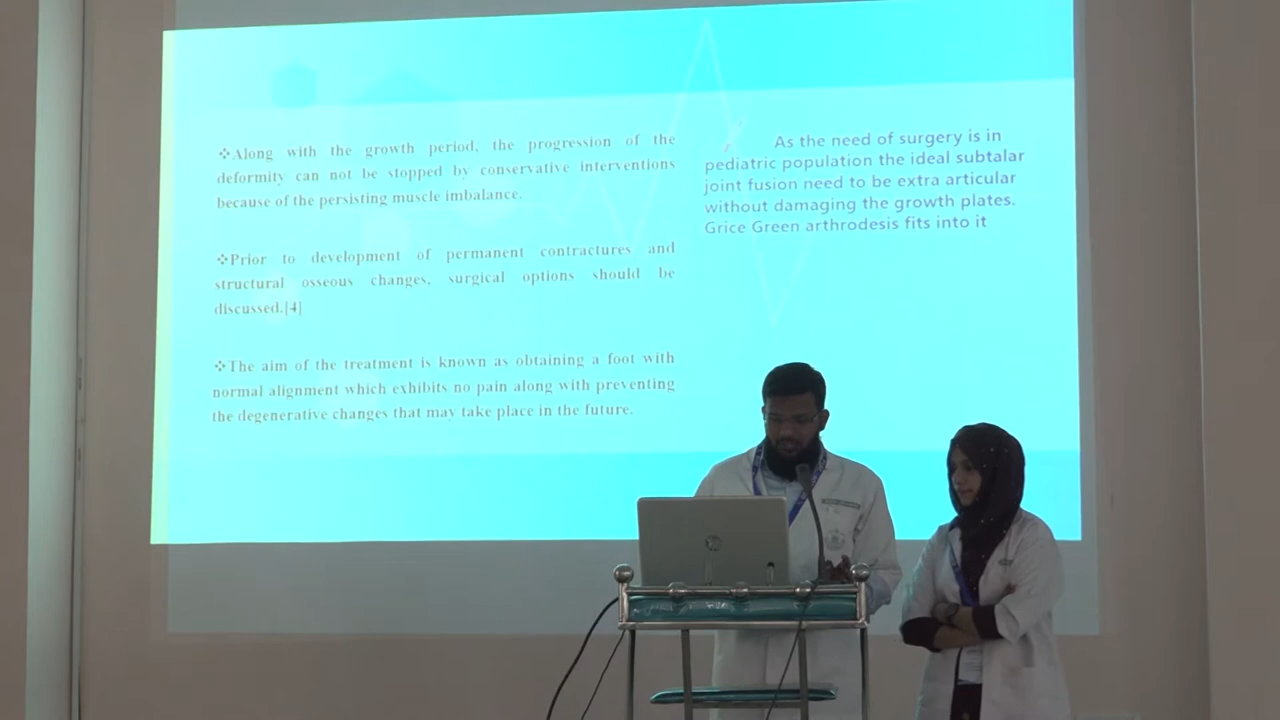 ❖Along with the growth period, the progression of the
deformity can not be stopped by conservative interventions
because of the persisting muscle imbalance.
❖Prior to development of permanent contractures and
structural osseous changes, surgical options should be
discussed.[4]
❖The aim of the treatment is known as obtaining a foot with
normal alignment which exhibits no pain along with preventing
the degenerative changes that may take place in the future.
As the need of surgery is in
pediatric population the ideal subtalar
joint fusion need to be extra articular
without damaging the growth plates.
Grice Green arthrodesis fits into it
hp